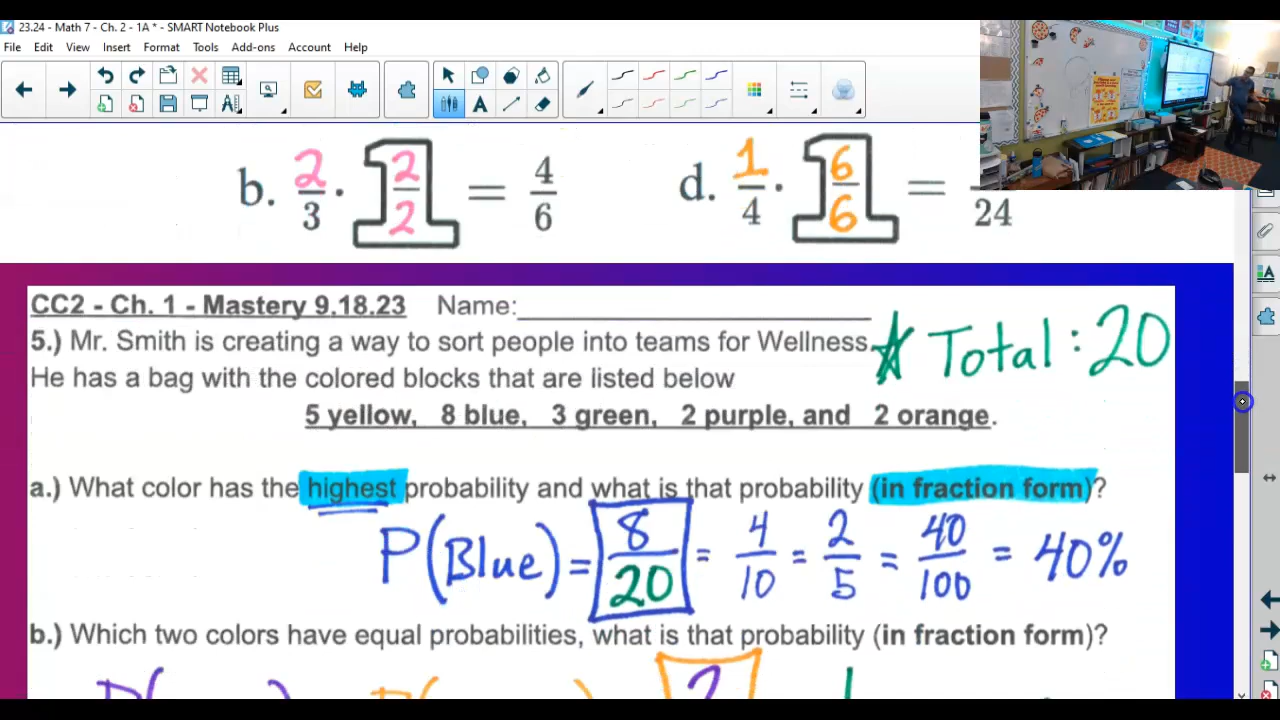 23.24 - Math 7 - Ch. 2 - 1A * - SMART Notebook Plus
File Edit View Insert Format Tools Add-ons Account Help
b. 2/3 · 2/2 = 4/6 d. 1/4 · 6/6 = /24
CC2 - Ch. 1 - Mastery 9.18.23 Name:
5.) Mr. Smith is creating a way to sort people into teams for Wellness.
Total : 20
He has a bag with the colored blocks that are listed below
5 yellow, 8 blue, 3 green, 2 purple, and 2 orange.
a.) What color has the highest probability and what is that probability (in fraction form)?
P(Blue) = 8/20 = 4/10 = 2/5 = 40/100 = 40%
b.) Which two colors have equal probabilities, what is that probability (in fraction form)?